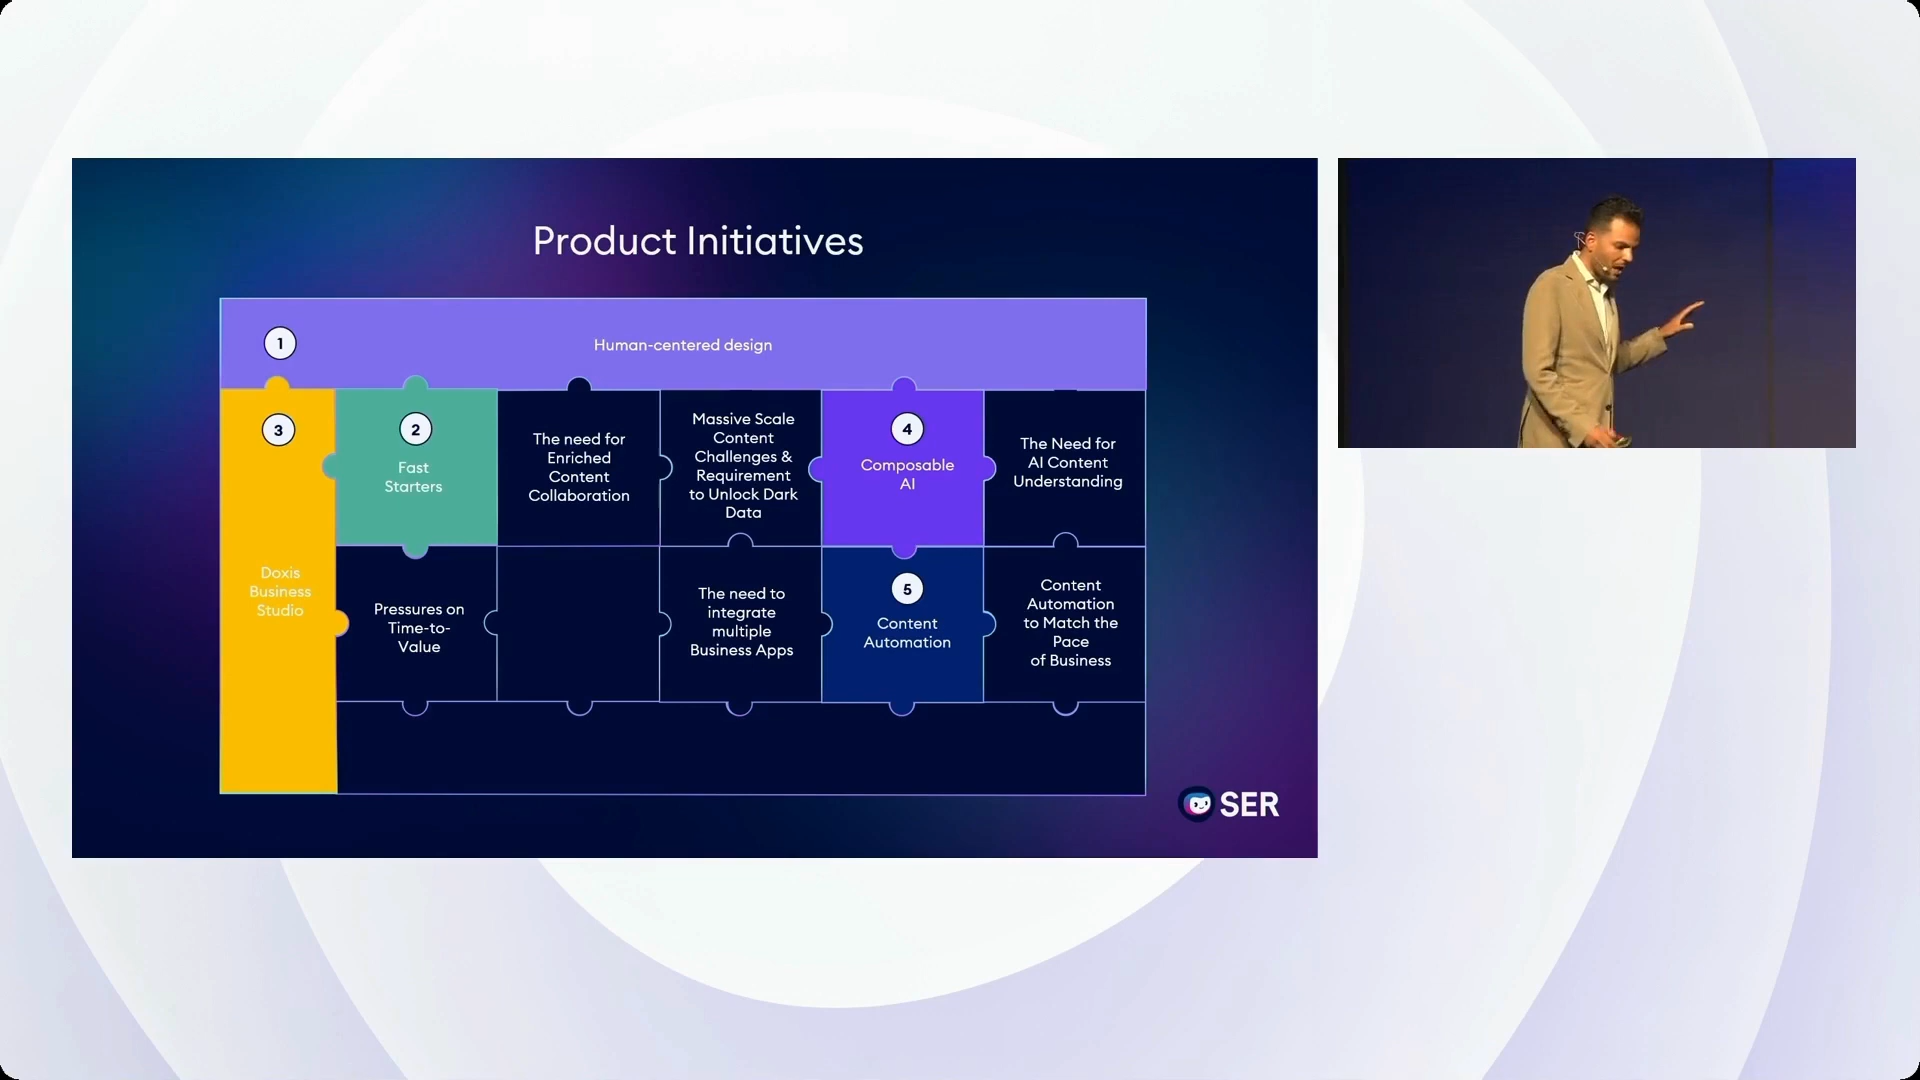 Product Initiatives
1
Human-centered design
3
Doxis
Business
Studio
2
Fast
Starters
The need for
Enriched
Content
Collaboration
Massive Scale
Content
Challenges &
Requirement
to Unlock Dark
Data
4
Composable
AI
The Need for
AI Content
Understanding
Pressures on
Time-to-
Value
The need to
integrate
multiple
Business Apps
5
Content
Automation
Content
Automation
to Match the
Pace
of Business
SER